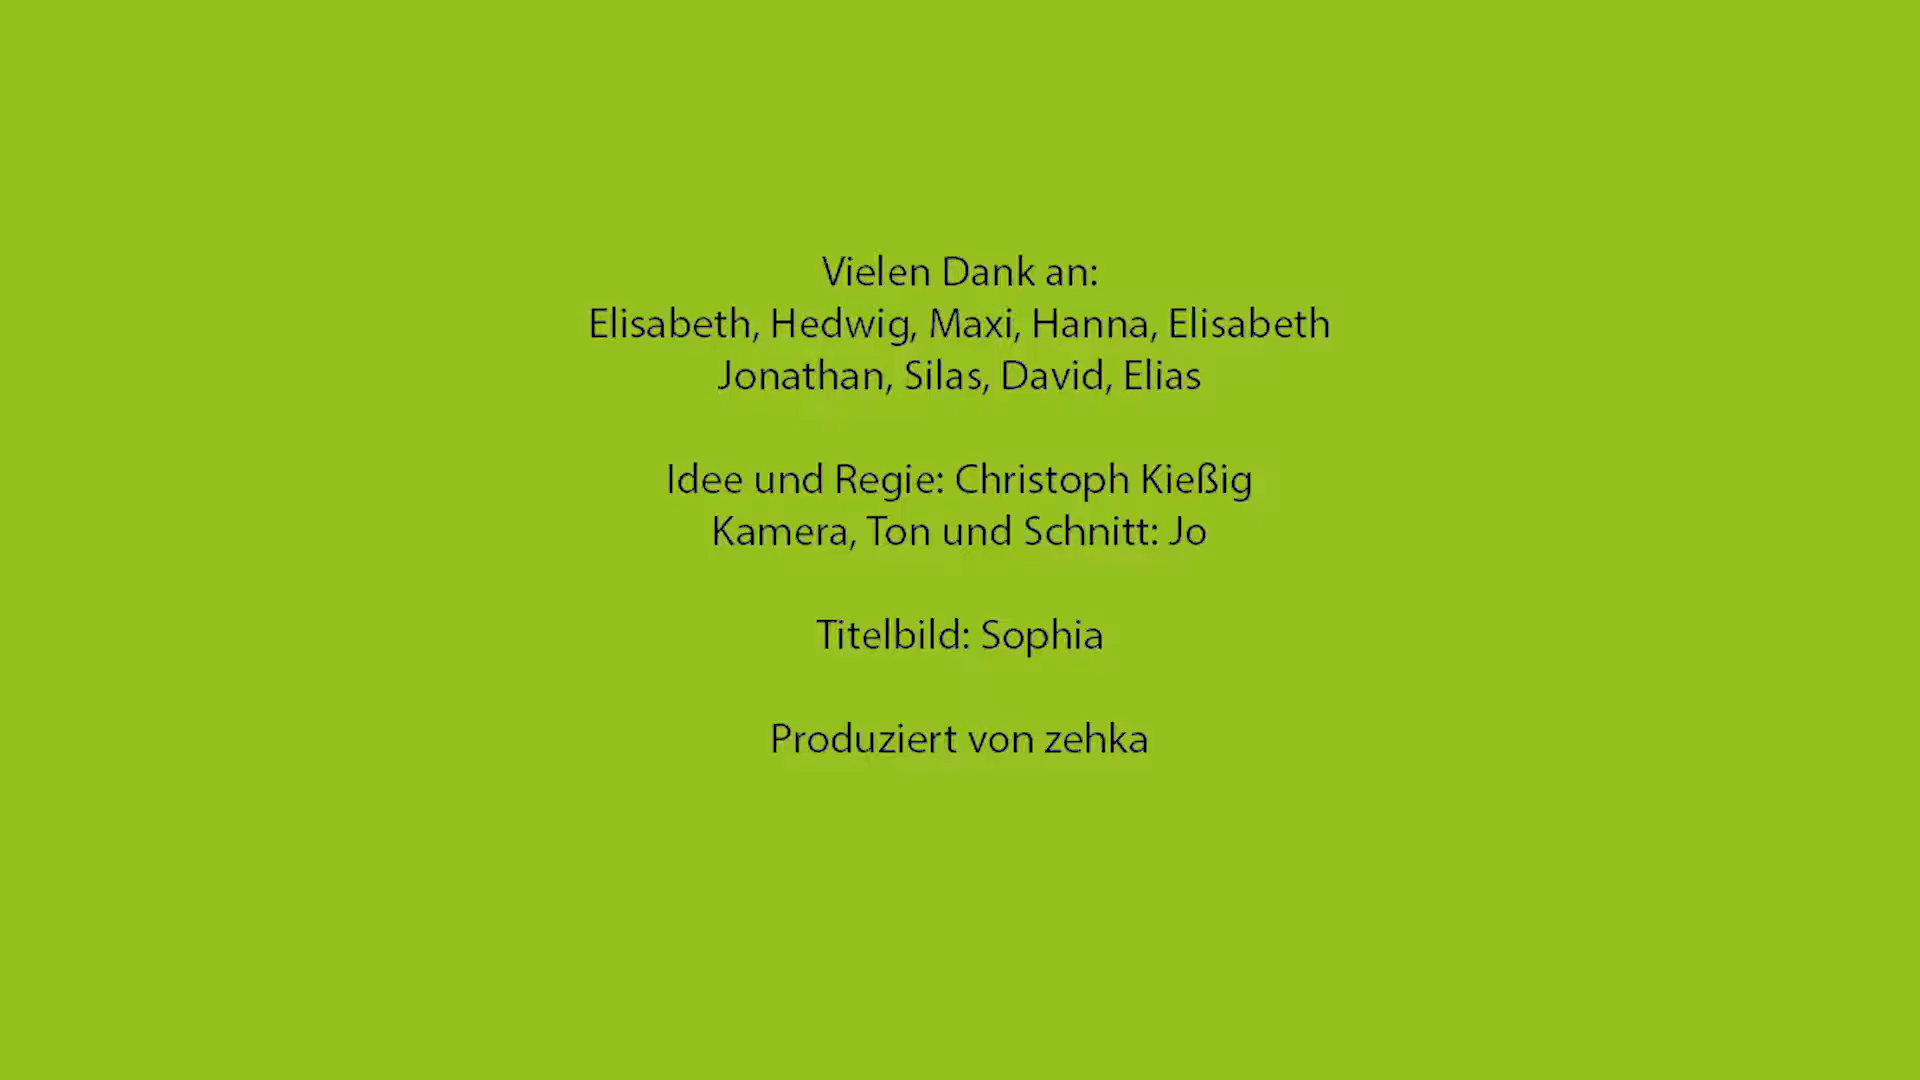 Vielen Dank an:
Elisabeth, Hedwig, Maxi, Hanna, Elisabeth
Jonathan, Silas, David, Elias
Idee und Regie: Christoph Kießig
Kamera, Ton und Schnitt: Jo
Titelbild: Sophia
Produziert von zehka